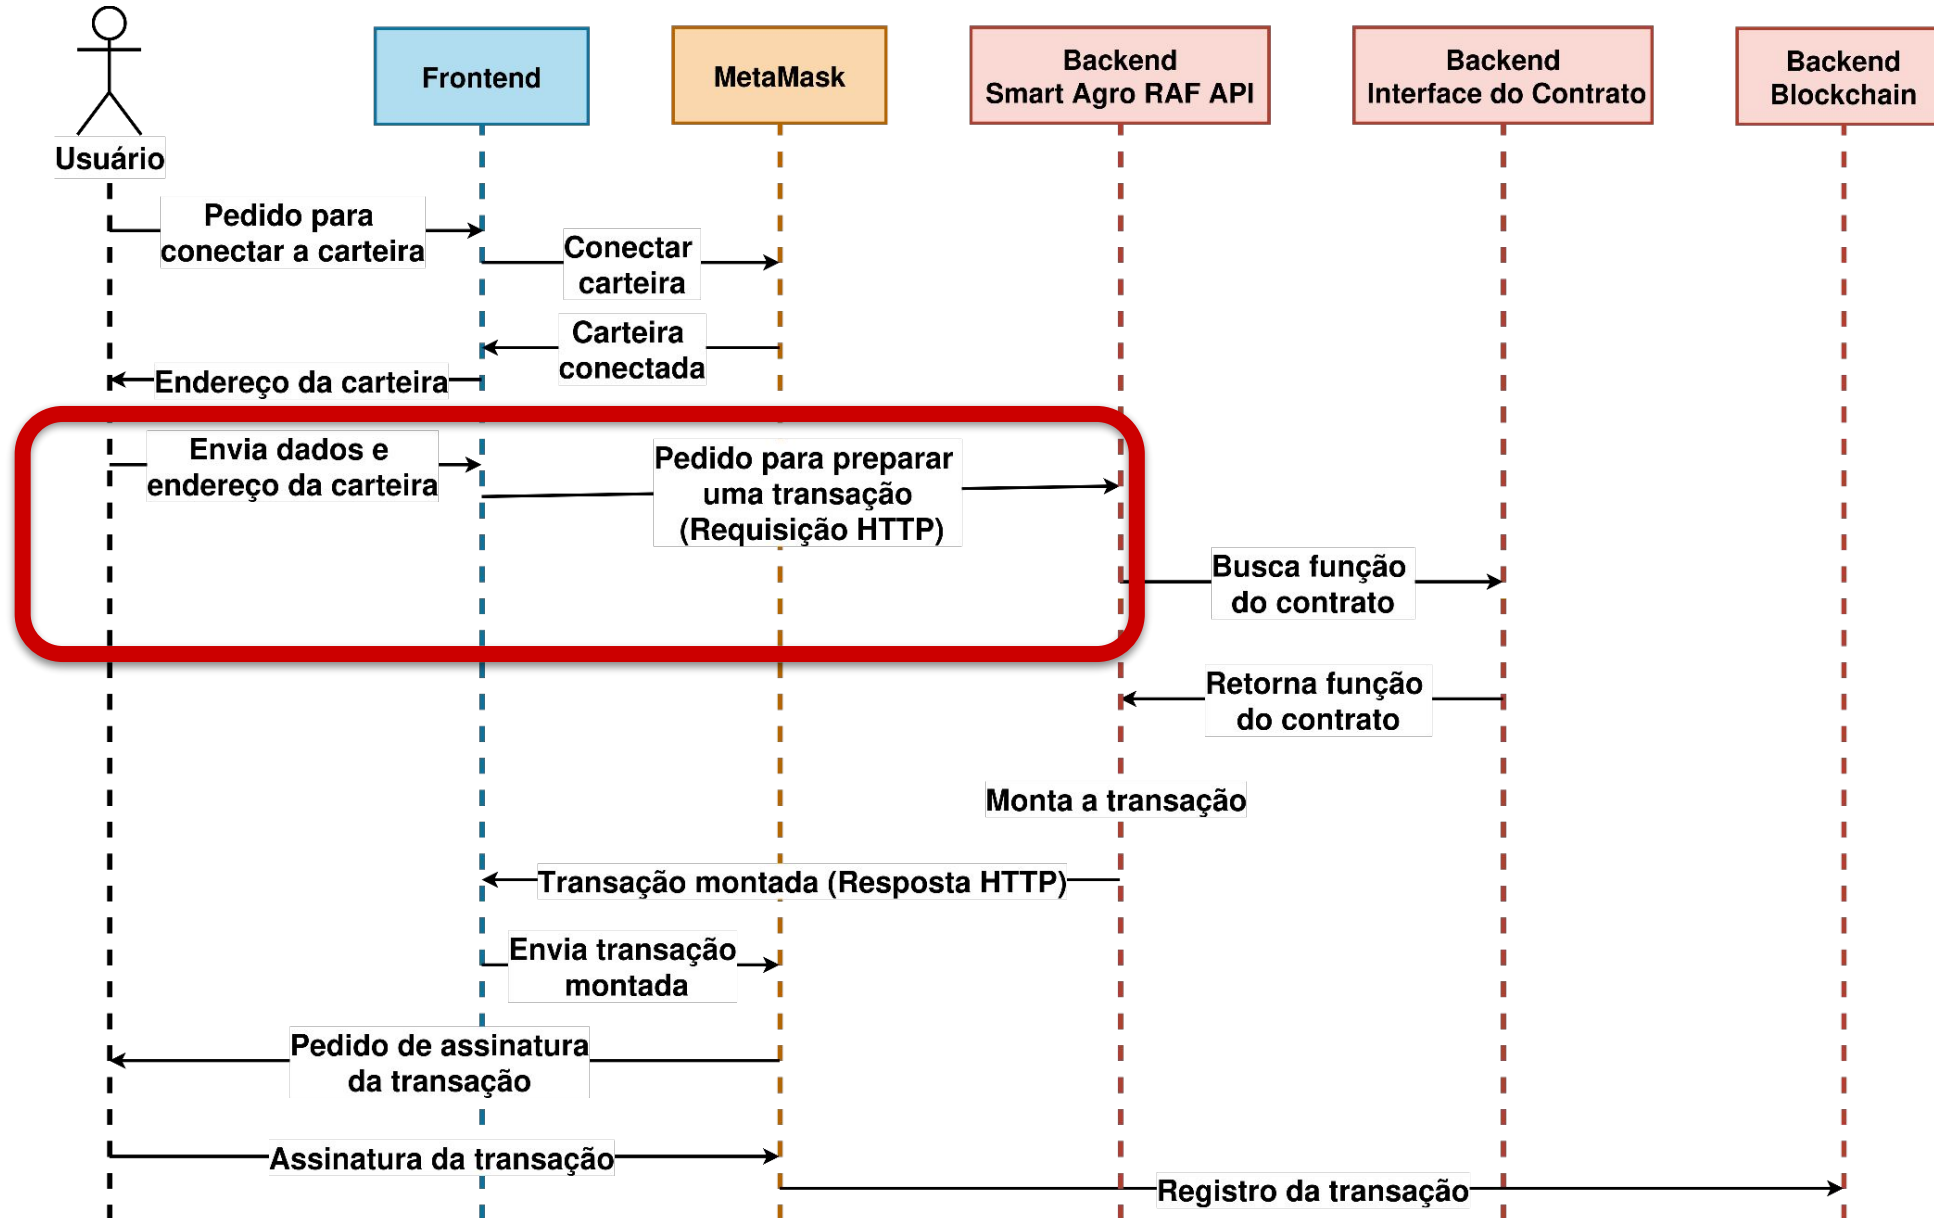 Usuário
Frontend
MetaMask
Backend
Smart Agro RAF API
Backend
Interface do Contrato
Backend
Blockchain
Pedido para
conectar a carteira
Conectar
carteira
Carteira
conectada
Endereço da carteira
Envia dados e
endereço da carteira
Pedido para preparar
uma transação
(Requisição HTTP)
Busca função
do contrato
Retorna função
do contrato
Monta a transação
Transação montada (Resposta HTTP)
Envia transação
montada
Pedido de assinatura
da transação
Assinatura da transação
Registro da transação